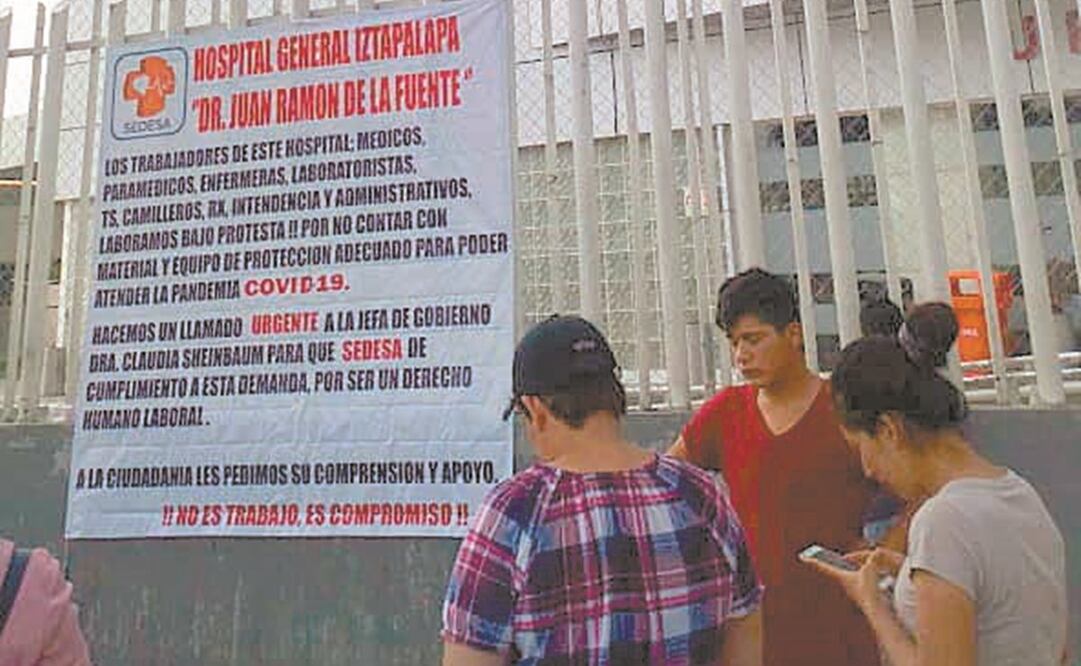 HOSPITAL GENERAL IZTAPALAPA
"DR. JUAN RAMON DE LA FUENTE"
SEDESA
LOS TRABAJADORES DE ESTE HOSPITAL; MEDICOS,
PARAMEDICOS, ENFERMERAS, LABORATORISTAS,
TS, CAMILLEROS, RX, INTENDENCIA Y ADMINISTRATIVOS,
LABORAMOS BAJO PROTESTA !! POR NO CONTAR CON
MATERIAL Y EQUIPO DE PROTECCION ADECUADO PARA PODER
ATENDER LA PANDEMIA COVID19.
HACEMOS UN LLAMADO URGENTE A LA JEFA DE GOBIERNO
DRA. CLAUDIA SHEINBAUM PARA QUE SEDESA DE
CUMPLIMIENTO A ESTA DEMANDA, POR SER UN DERECHO
HUMANO LABORAL.
A LA CIUDADANIA LES PEDIMOS SU COMPRENSION Y APOYO.
!! NO ES TRABAJO, ES COMPROMISO !!